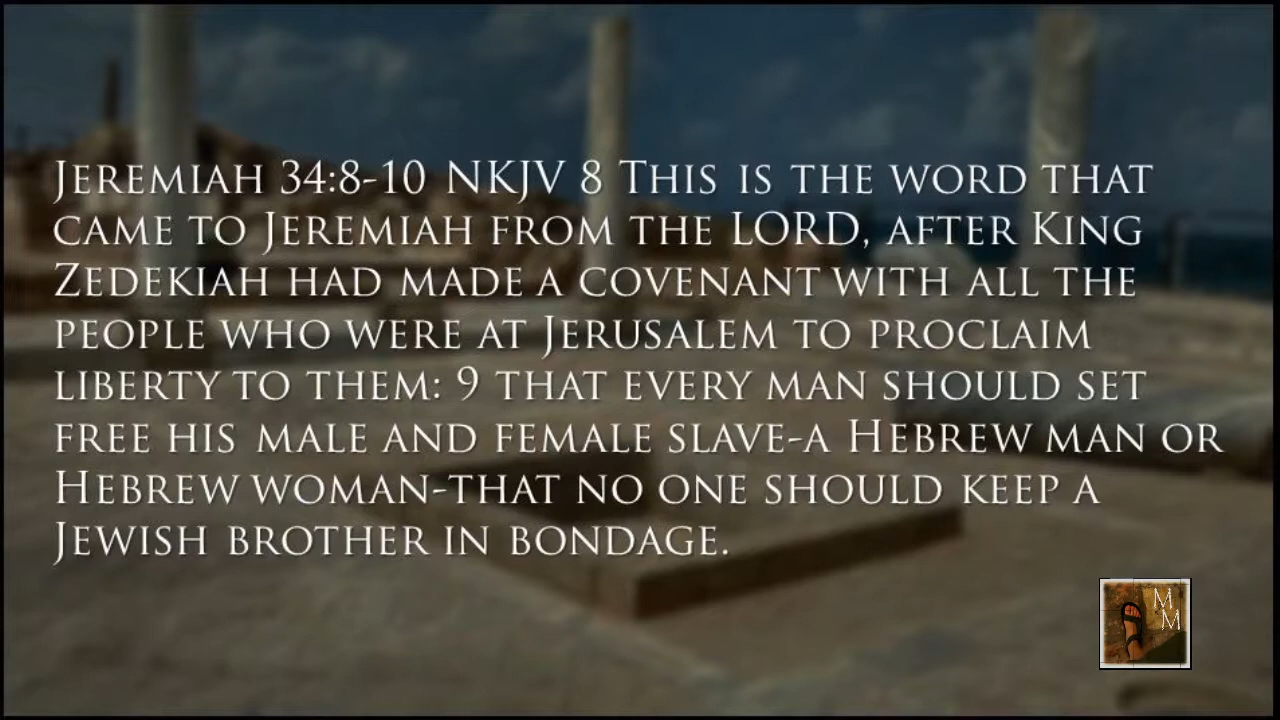 Jeremiah 34:8-10 NKJV 8 This is the word that
came to Jeremiah from the LORD, after King
Zedekiah had made a covenant with all the
people who were at Jerusalem to proclaim
liberty to them: 9 that every man should set
free his male and female slave-a Hebrew man or
Hebrew woman-that no one should keep a
Jewish brother in bondage.
M
M